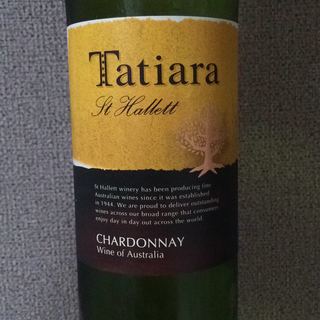 Tatiara
St Hallett
St Hallett winery has been producing fine
Australian wines since it was established
in 1944. We are proud to deliver outstanding
wines across our broad range that consumers
enjoy day in day out across the world.
CHARDONNAY
Wine of Australia